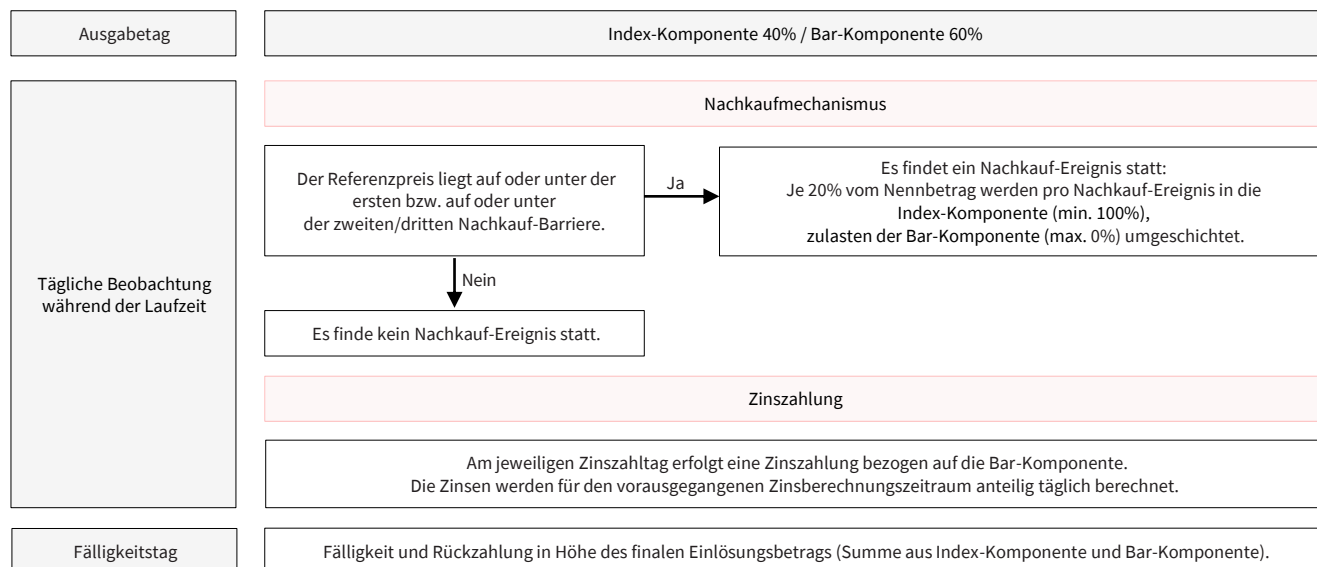 Ausgabetag
Index-Komponente 40% / Bar-Komponente 60%
Tägliche Beobachtung
während der Laufzeit
Nachkaufmechanismus
Der Referenzpreis liegt auf oder unter der
ersten bzw. auf oder unter
der zweiten/dritten Nachkauf-Barriere.
Ja
Es findet ein Nachkauf-Ereignis statt:
Je 20% vom Nennbetrag werden pro Nachkauf-Ereignis in die
Index-Komponente (min. 100%),
zulasten der Bar-Komponente (max. 0%) umgeschichtet.
Nein
Es finde kein Nachkauf-Ereignis statt.
Zinszahlung
Am jeweiligen Zinszahltag erfolgt eine Zinszahlung bezogen auf die Bar-Komponente.
Die Zinsen werden für den vorausgegangenen Zinsberechnungszeitraum anteilig täglich berechnet.
Fälligkeitstag
Fälligkeit und Rückzahlung in Höhe des finalen Einlösungsbetrags (Summe aus Index-Komponente und Bar-Komponente).